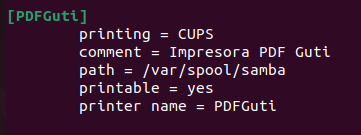 [PDFGuti]
printing = CUPS
comment = Impresora PDF Guti
path = /var/spool/samba
printable = yes
printer name = PDFGuti